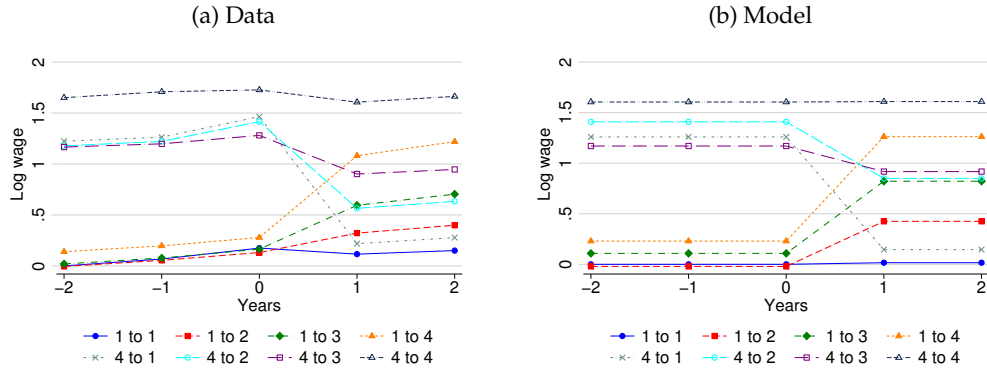 (a) Data
2
1.5
1
.5
0
Log wage
−2 −1 0 1 2
Years
1 to 1 1 to 2 1 to 3 1 to 4
4 to 1 4 to 2 4 to 3 4 to 4
(b) Model
2
1.5
1
.5
0
Log wage
−2 −1 0 1 2
Years
1 to 1 1 to 2 1 to 3 1 to 4
4 to 1 4 to 2 4 to 3 4 to 4